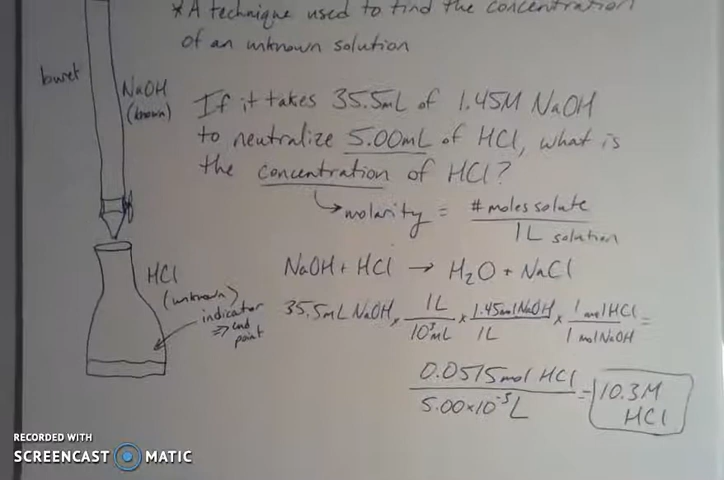 *A technique used to find the concentration
of an unknown solution
buret
NaOH
(known)
If it takes 35.5mL of 1.45M NaOH
to neutralize 5.00mL of HCl, what is
the concentration of HCl?
↳ molarity = # moles solute / 1L solution
NaOH + HCl → H₂O + NaCl
HCl
(unknown)
indicator
⇒ end
point
35.5mL NaOH × 1L / 10³mL × 1.45mol NaOH / 1L × 1 mol HCl / 1 mol NaOH =
0.0515mol HCl / 5.00×10⁻³L = 10.3M
HCl
RECORDED WITH
SCREENCAST MATIC